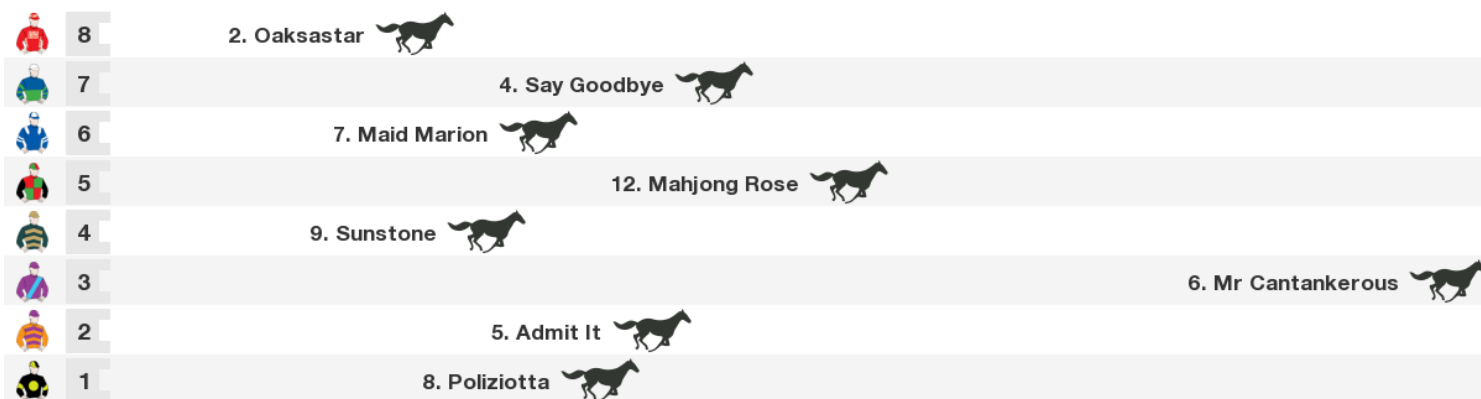 8 2. Oaksastar
7 4. Say Goodbye
6 7. Maid Marion
5 12. Mahjong Rose
4 9. Sunstone
3 6. Mr Cantankerous
2 5. Admit It
1 8. Poliziotta